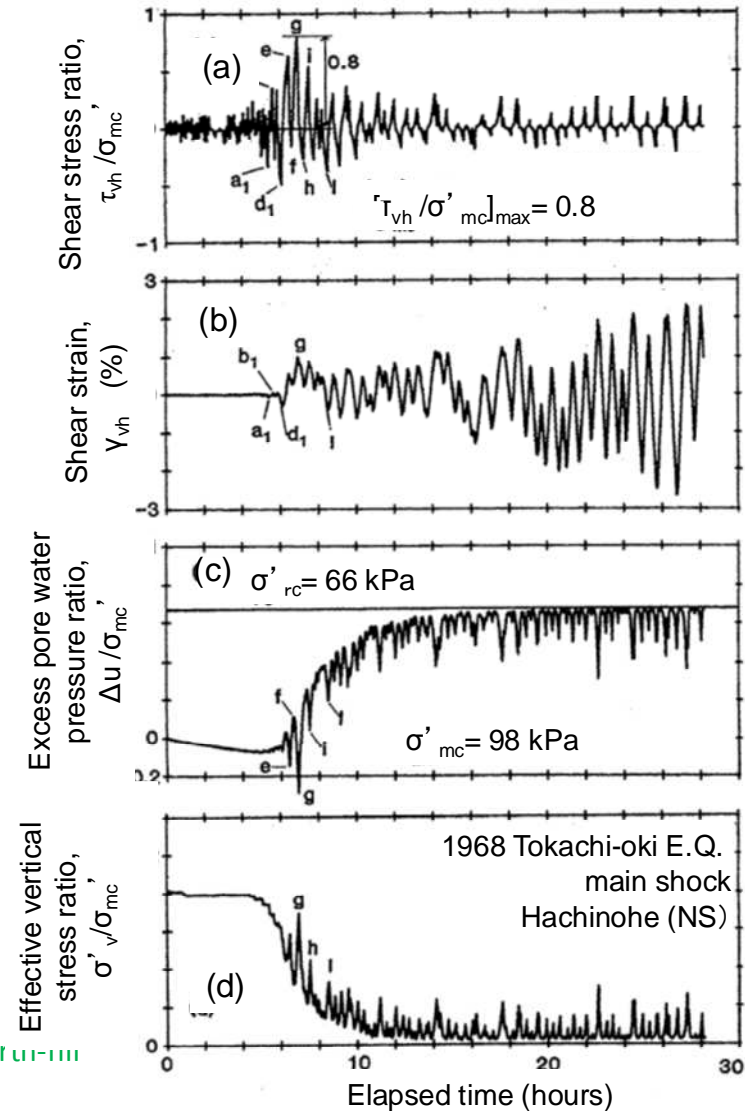 1
Shear stress ratio,
τvh /σmc'
(a)
e
g
i
0.8
a1
d1
f
h
l
[τvh /σ' mc]max= 0.8
-1
3
Shear strain,
γvh (%)
(b)
g
b1
a1
d1
l
-3
Excess pore water
pressure ratio,
Δu /σmc'
(c) σ' rc= 66 kPa
f
0
e
i
g
σ' mc= 98 kPa
Effective vertical
stress ratio,
σ' v/σmc'
1968 Tokachi-oki E.Q.
main shock
Hachinohe (NS)
g
h
(d)
0
0 10 20 30
Elapsed time (hours)